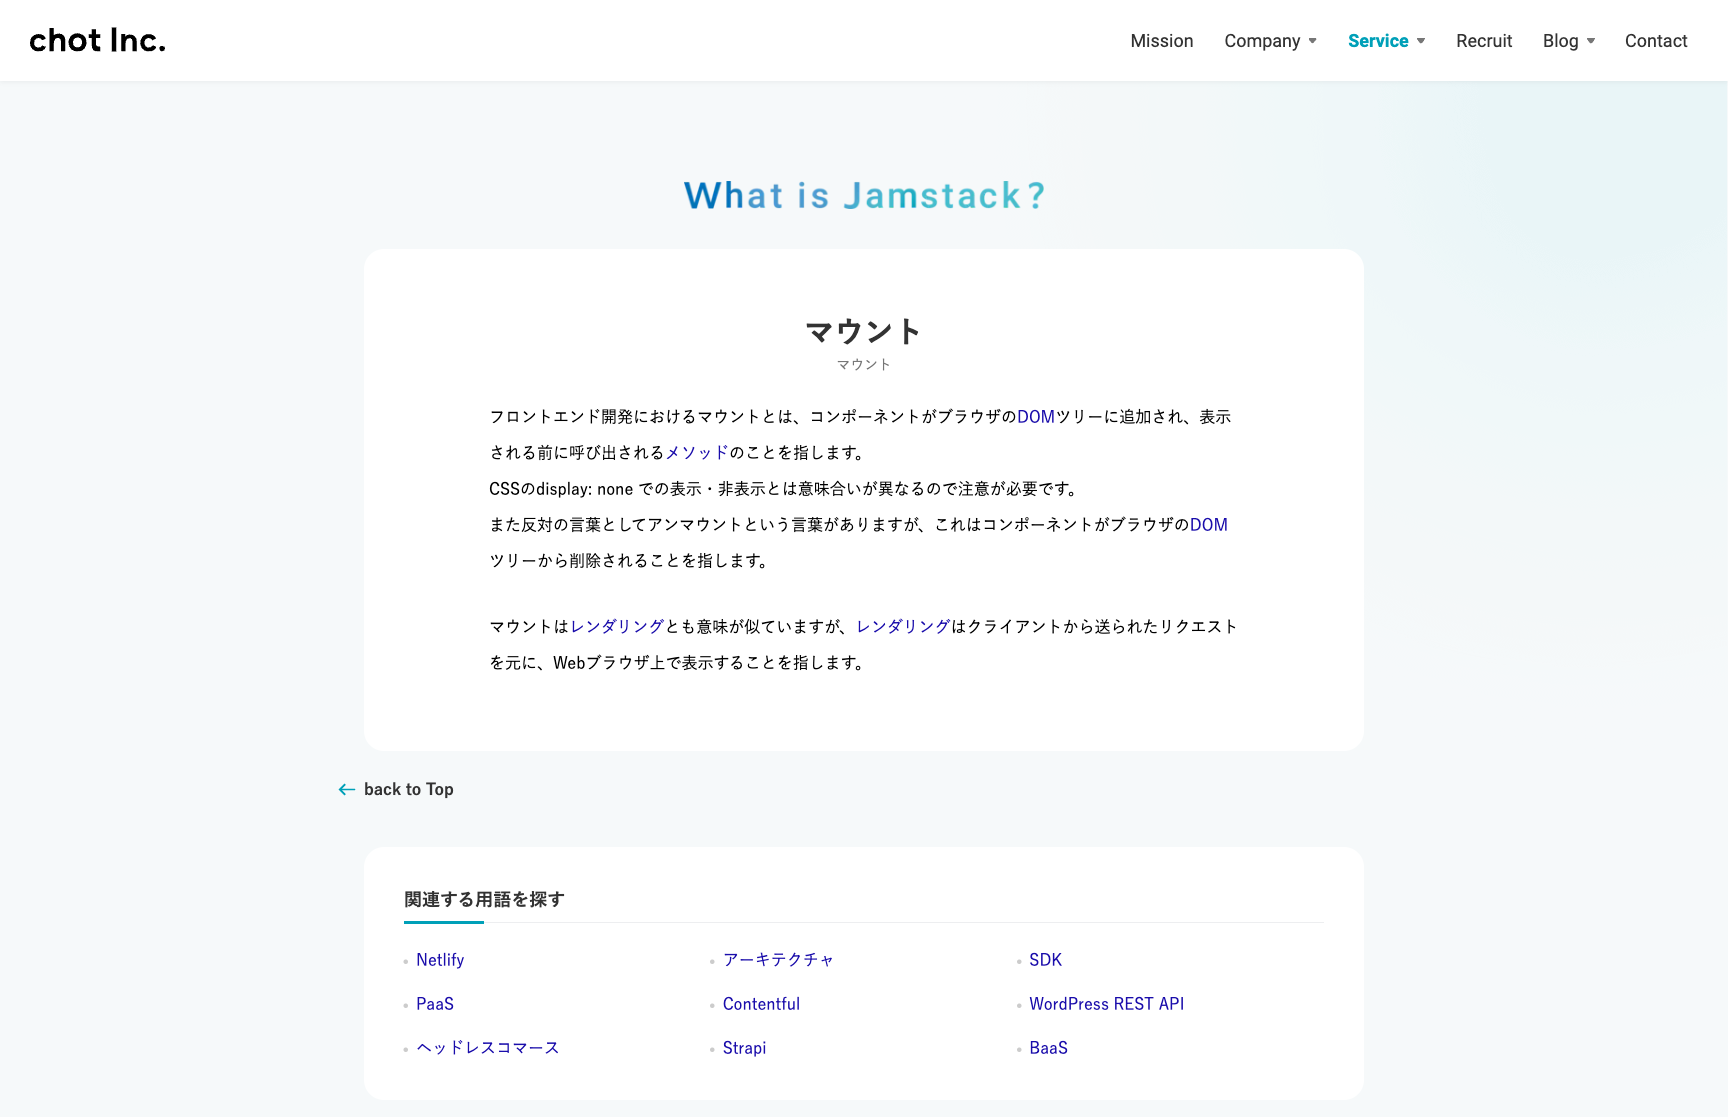 chot Inc.
Mission Company Service Recruit Blog Contact
What is Jamstack?
マウント
マウント
フロントエンド開発におけるマウントとは、コンポーネントがブラウザのDOMツリーに追加され、表示
される前に呼び出されるメソッドのことを指します。
CSSのdisplay: none での表示・非表示とは意味合いが異なるので注意が必要です。
また反対の言葉としてアンマウントという言葉がありますが、これはコンポーネントがブラウザのDOM
ツリーから削除されることを指します。
マウントはレンダリングとも意味が似ていますが、レンダリングはクライアントから送られたリクエスト
を元に、Webブラウザ上で表示することを指します。
back to Top
関連する用語を探す
Netlify アーキテクチャ SDK
PaaS Contentful WordPress REST API
ヘッドレスコマース Strapi BaaS